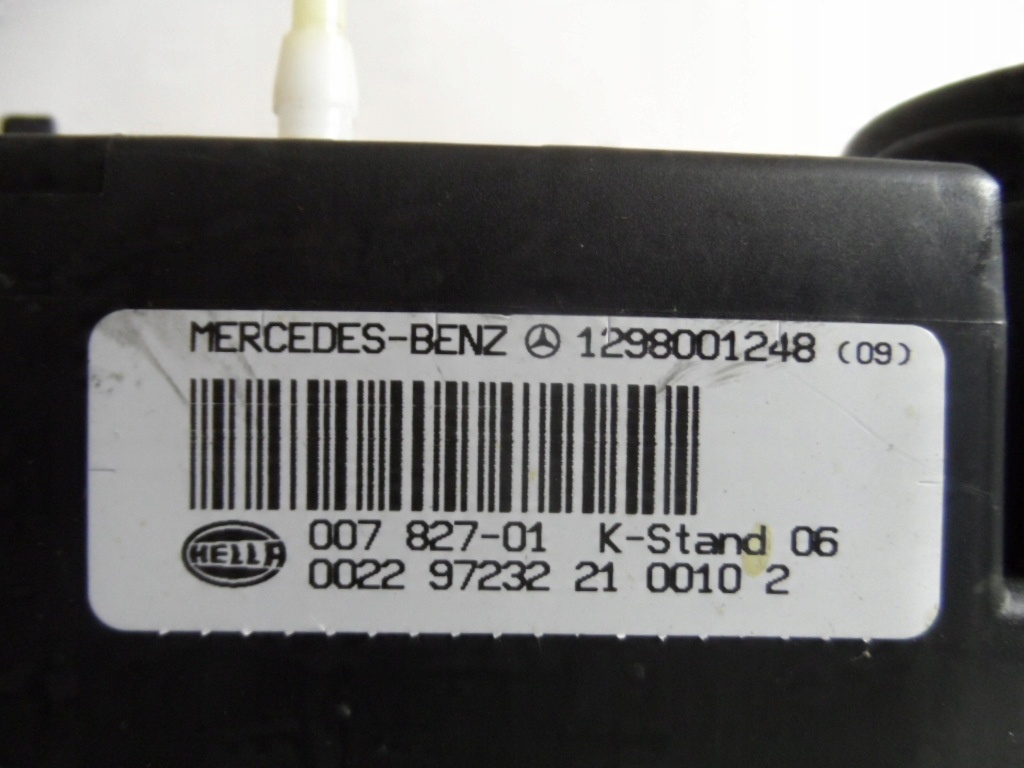 MERCEDES-BENZ 1298001248 (09)
HELLA
007 827-01 K-Stand 06
0022 97232 21 0010 2